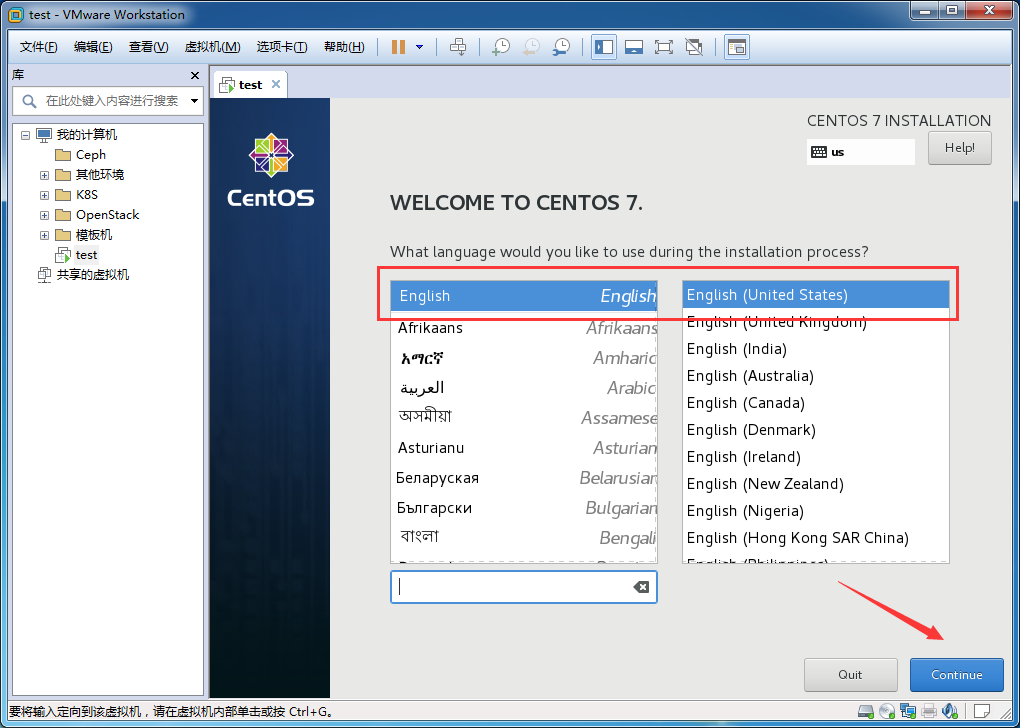 test - VMware Workstation
文件(F) 编辑(E) 查看(V) 虚拟机(M) 选项卡(T) 帮助(H)
库
在此处键入内容进行搜索
我的计算机
Ceph
其他环境
K8S
OpenStack
模板机
test
共享的虚拟机
test
CentOS
CENTOS 7 INSTALLATION
us
Help!
WELCOME TO CENTOS 7.
What language would you like to use during the installation process?
English English English (United States)
Afrikaans Afrikaans English (United Kingdom)
አማርኛ Amharic English (India)
العربية Arabic English (Australia)
অসমীয়া Assamese English (Canada)
Asturianu Asturian English (Denmark)
Беларуская Belarusian English (Ireland)
Български Bulgarian English (New Zealand)
বাংলা Bengali English (Nigeria)
English (Hong Kong SAR China)
English (Philippines)
Quit Continue
要将输入定向到该虚拟机，请在虚拟机内部单击或按 Ctrl+G。